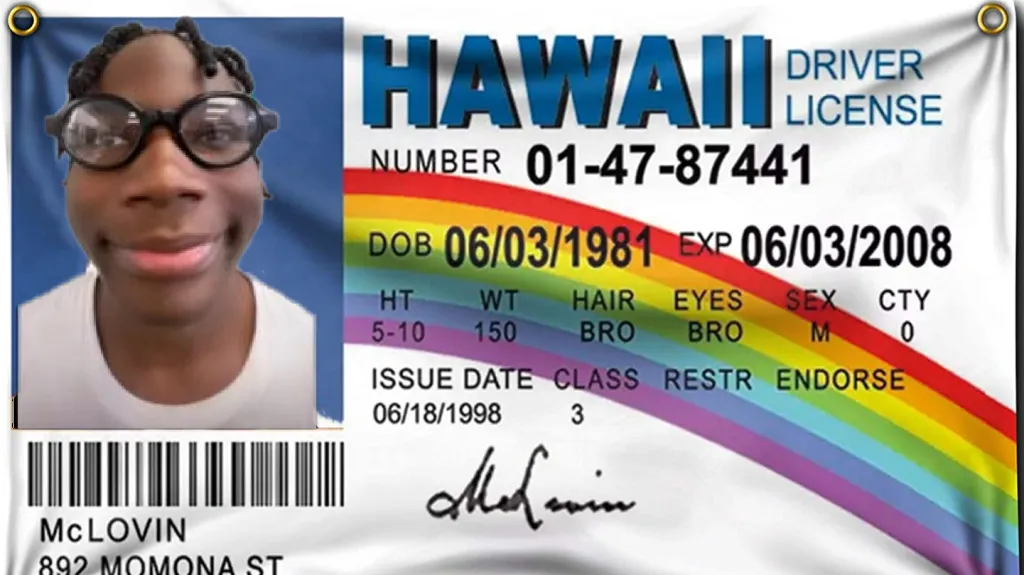 HAWAII DRIVER LICENSE
NUMBER 01-47-87441
DOB 06/03/1981 EXP 06/03/2008
HT WT HAIR EYES SEX CTY
5-10 150 BRO BRO M 0
ISSUE DATE CLASS RESTR ENDORSE
06/18/1998 3
McLovin
McLOVIN
892 MOMONA ST